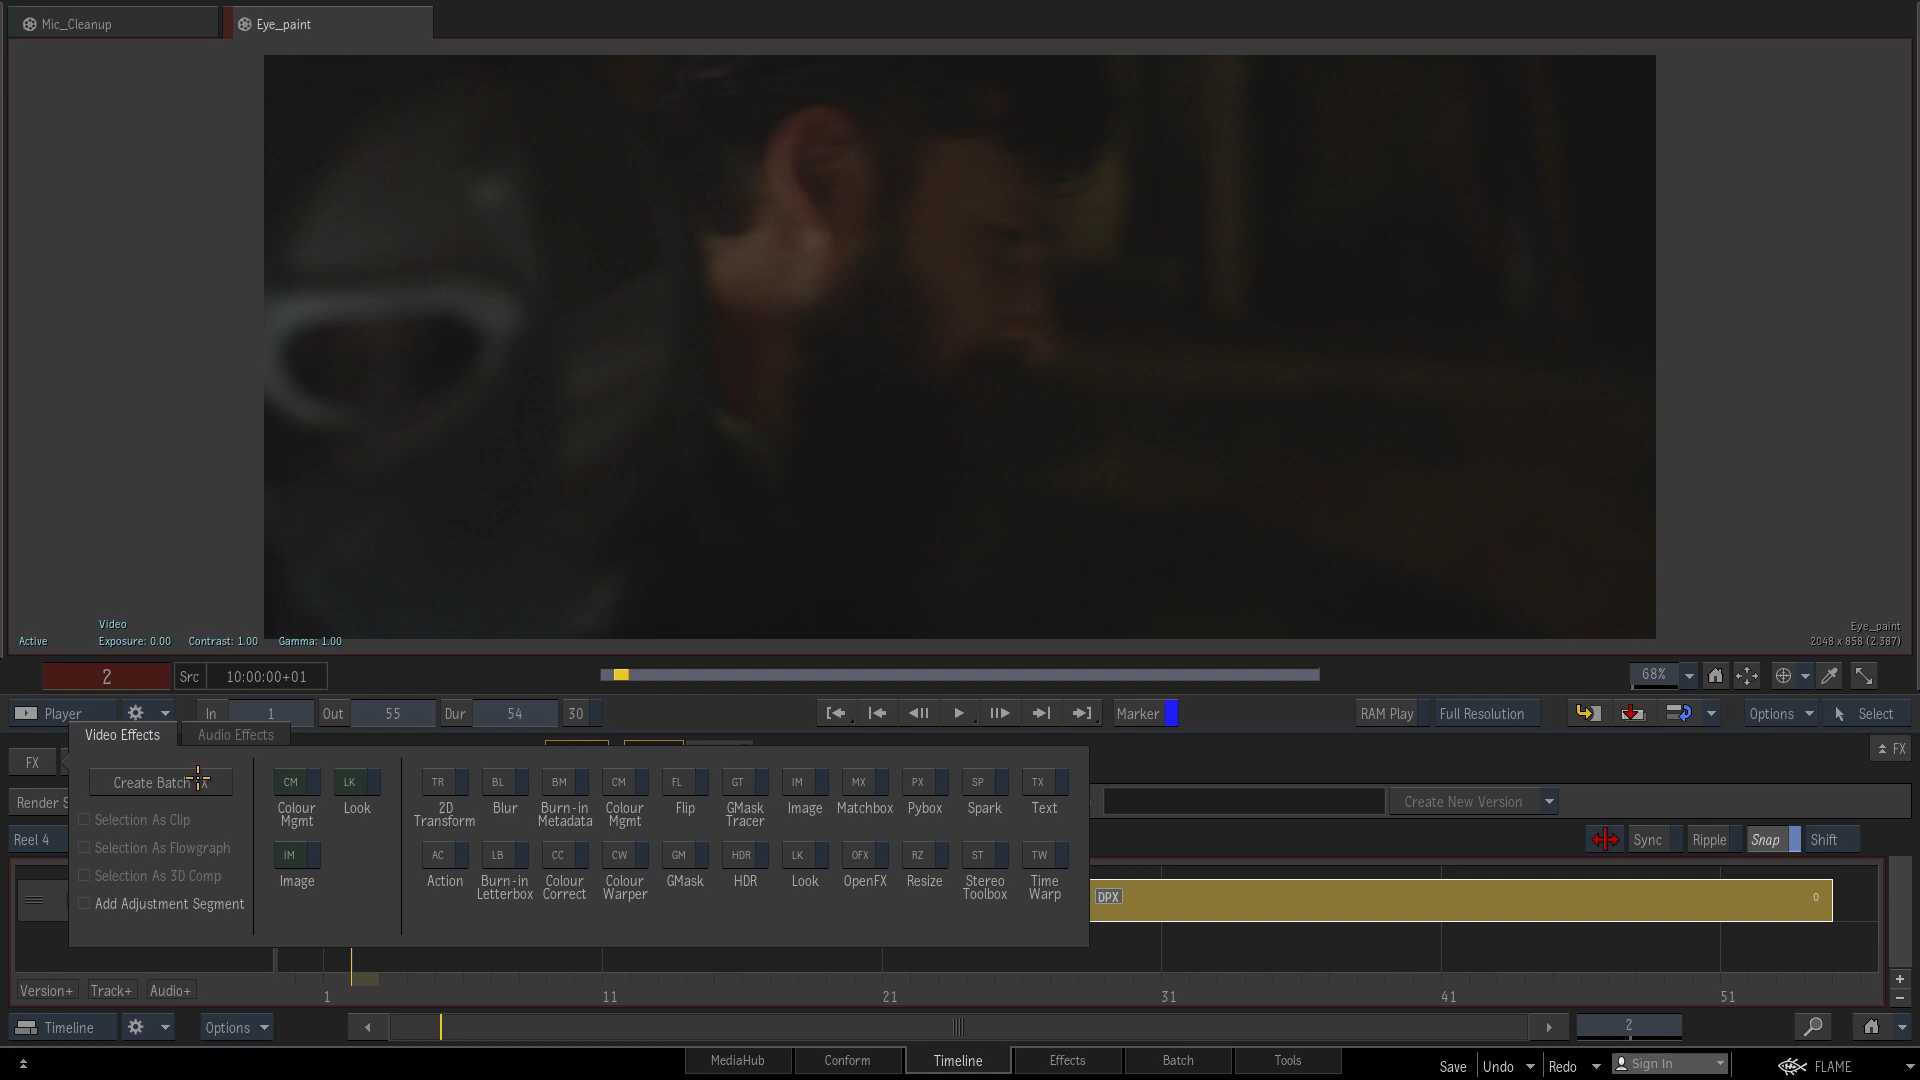 Mic_Cleanup
Eye_paint
Video
Active
Exposure: 0.00
Contrast: 1.00
Gamma: 1.00
Eye_paint
2048 x 858 (2.387)
2
Src
10:00:00+01
68%
Player
In
1
Out
55
Dur
54
30
Marker
RAM Play
Full Resolution
Options
Select
Video Effects
Audio Effects
FX
FX
Create Batch
Selection As Clip
Selection As Flowgraph
Selection As 3D Comp
Add Adjustment Segment
CM
LK
Colour Mgmt
Look
IM
Image
TR
BL
BM
CM
FL
GT
IM
MX
PX
SP
TX
2D Transform
Blur
Burn-in Metadata
Colour Mgmt
Flip
GMask Tracer
Image
Matchbox
Pybox
Spark
Text
AC
LB
CC
CW
GM
HDR
LK
OFX
RZ
ST
TW
Action
Burn-in Letterbox
Colour Correct
Colour Warper
GMask
HDR
Look
OpenFX
Resize
Stereo Toolbox
Time Warp
Render S
Create New Version
Reel 4
Sync
Ripple
Snap
Shift
DPX
0
Version+
Track+
Audio+
1
11
21
31
41
51
Timeline
Options
2
MediaHub
Conform
Timeline
Effects
Batch
Tools
Save
Undo
Redo
Sign In
FLAME